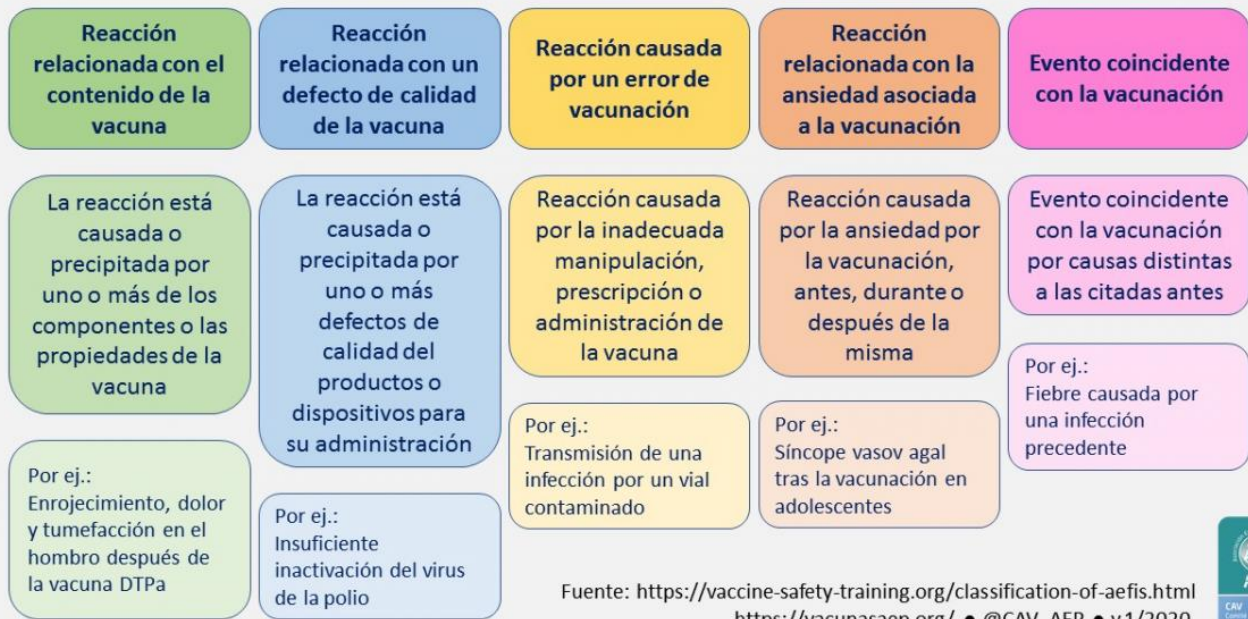 Reacción
relacionada con el
contenido de la
vacuna
Reacción
relacionada con un
defecto de calidad
de la vacuna
Reacción causada
por un error de
vacunación
Reacción
relacionada con la
ansiedad asociada
a la vacunación
Evento coincidente
con la vacunación
La reacción está
causada o
precipitada por
uno o más de los
componentes o las
propiedades de la
vacuna
La reacción está
causada o
precipitada por
uno o más
defectos de
calidad del
productos o
dispositivos para
su administración
Reacción causada
por la inadecuada
manipulación,
prescripción o
administración de
la vacuna
Reacción causada
por la ansiedad por
la vacunación,
antes, durante o
después de la
misma
Evento coincidente
con la vacunación
por causas distintas
a las citadas antes
Por ej.:
Enrojecimiento, dolor
y tumefacción en el
hombro después de
la vacuna DTPa
Por ej.:
Insuficiente
inactivación del virus
de la polio
Por ej.:
Transmisión de una
infección por un vial
contaminado
Por ej.:
Síncope vasov agal
tras la vacunación en
adolescentes
Por ej.:
Fiebre causada por
una infección
precedente
Fuente: https://vaccine-safety-training.org/classification-of-aefis.html
https://vacunasaep.org/ ● @CAV_AEP ● v.1/2020
CAV